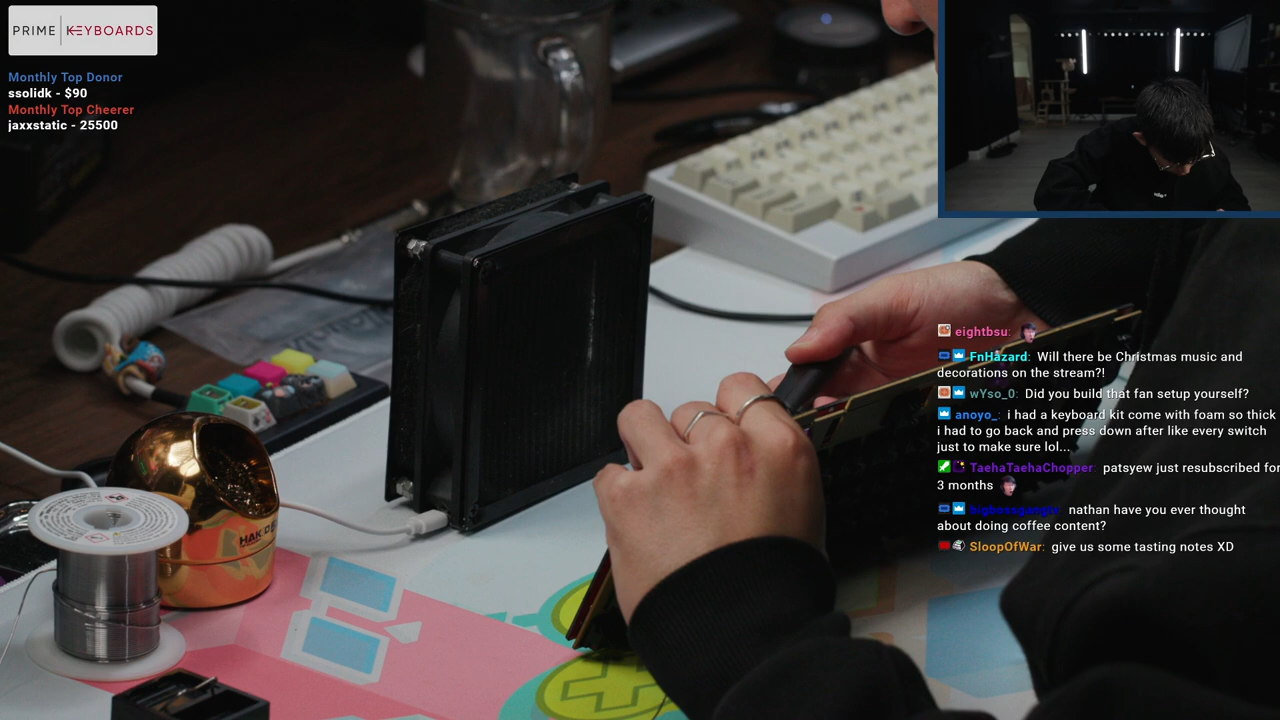 PRIME KEYBOARDS
Monthly Top Donor
ssolidk - $90
Monthly Top Cheerer
jaxxstatic - 25500
eightbsu:
FnHazard: Will there be Christmas music and
decorations on the stream?!
wYso_0: Did you build that fan setup yourself?
anoyo_: i had a keyboard kit come with foam so thick
i had to go back and press down after like every switch
just to make sure lol...
TaehaTaehaChopper: patsyew just resubscribed for
3 months
nathan have you ever thought
about doing coffee content?
SloopOfWar: give us some tasting notes XD